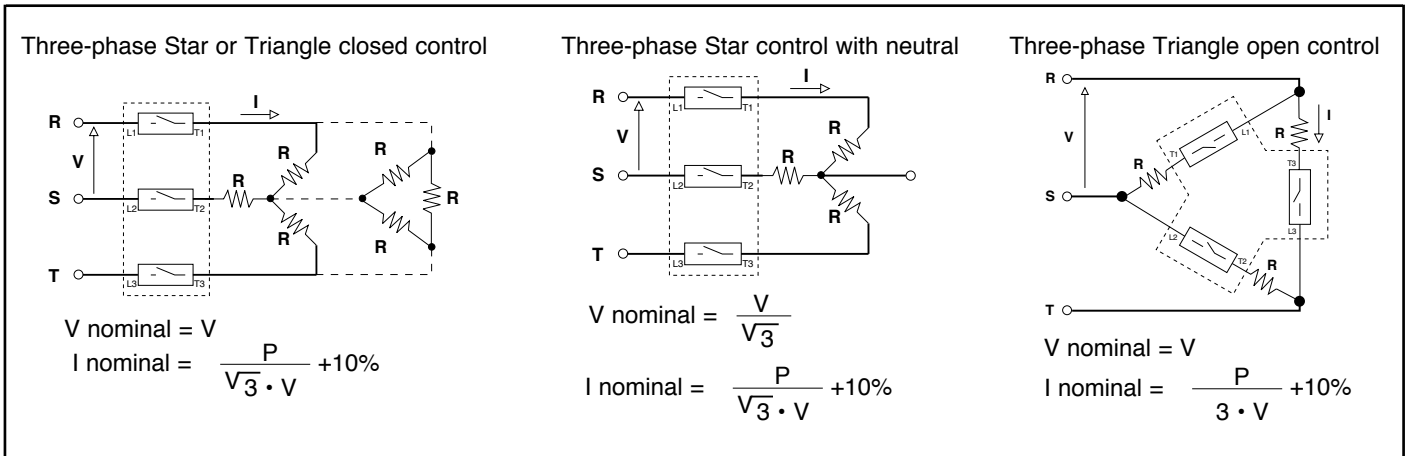 Three-phase Star or Triangle closed control
R
L1
T1
I
V
R
R
S
L2
T2
R
R
R
R
T
L3
T3
V nominal = V
I nominal = P / √3 • V +10%
Three-phase Star control with neutral
I
R
L1
T1
V
R
S
L2
T2
R
R
T
L3
T3
V nominal = V / √3
I nominal = P / √3 • V +10%
Three-phase Triangle open control
R
V
L1
I
R
T1
T3
R
S
L2
L3
T2
R
T
V nominal = V
I nominal = P / 3 • V +10%